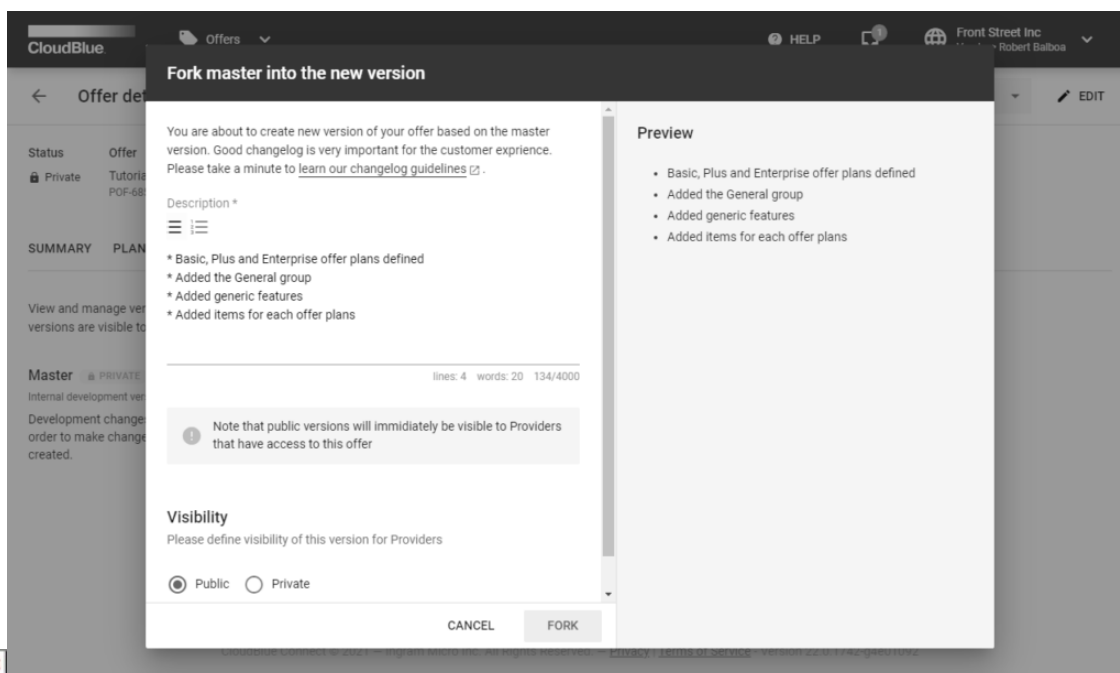 CloudBlue
Offers
HELP
1
Front Street Inc
Robert Balboa
Offer det
EDIT
Status
Offer
Private
Tutoria
POF-68
SUMMARY
PLAN
View and manage ver
versions are visible to
Master
PRIVATE
Internal development ver
Development change
order to make change
created.
Fork master into the new version
You are about to create new version of your offer based on the master
version. Good changelog is very important for the customer exprience.
Please take a minute to learn our changelog guidelines .
Description *
* Basic, Plus and Enterprise offer plans defined
* Added the General group
* Added generic features
* Added items for each offer plans
lines: 4 words: 20 134/4000
Note that public versions will immidiately be visible to Providers
that have access to this offer
Visibility
Please define visibility of this version for Providers
Public
Private
CANCEL
FORK
Preview
• Basic, Plus and Enterprise offer plans defined
• Added the General group
• Added generic features
• Added items for each offer plans
CloudBlue Connect © 2021 — Ingram Micro Inc. All Rights Reserved. — Privacy | Terms of Service - Version